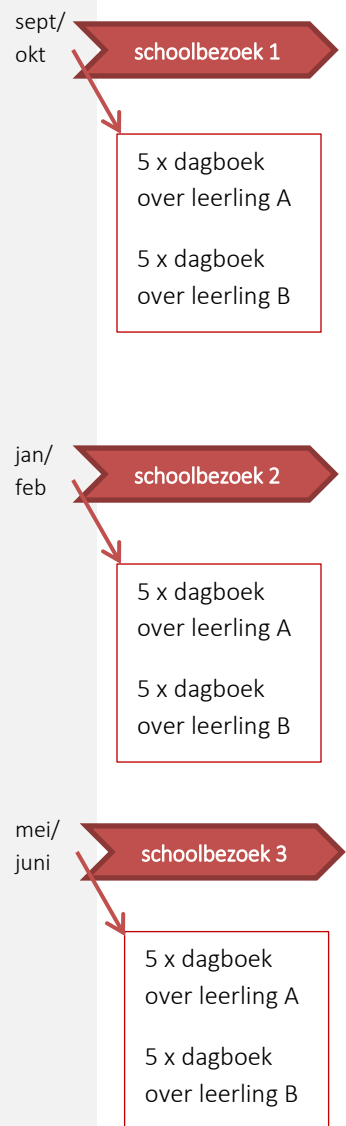 sept/
okt
schoolbezoek 1
5 x dagboek
over leerling A
5 x dagboek
over leerling B
jan/
feb
schoolbezoek 2
5 x dagboek
over leerling A
5 x dagboek
over leerling B
mei/
juni
schoolbezoek 3
5 x dagboek
over leerling A
5 x dagboek
over leerling B